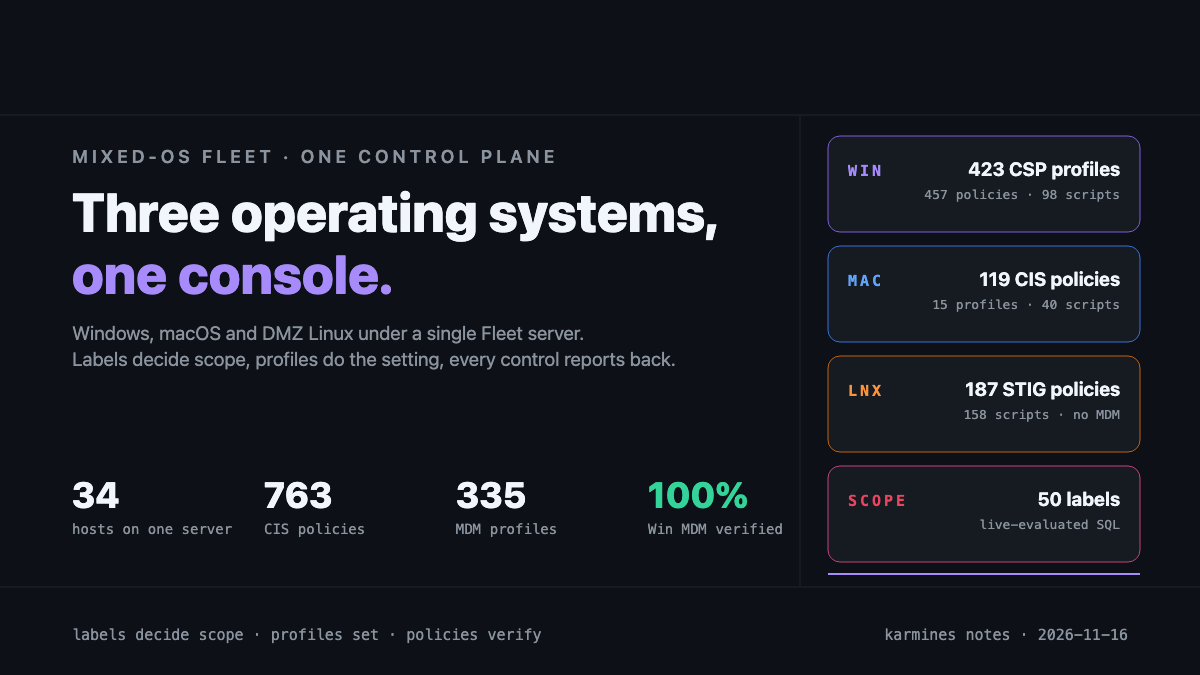 MIXED-OS FLEET · ONE CONTROL PLANE
Three operating systems,
one console.
Windows, macOS and DMZ Linux under a single Fleet server.
Labels decide scope, profiles do the setting, every control reports back.
34
hosts on one server
763
CIS policies
335
MDM profiles
100%
Win MDM verified
WIN
423 CSP profiles
457 policies · 98 scripts
MAC
119 CIS policies
15 profiles · 40 scripts
LNX
187 STIG policies
158 scripts · no MDM
SCOPE
50 labels
live-evaluated SQL
labels decide scope · profiles set · policies verify
karmines notes · 2026-11-16